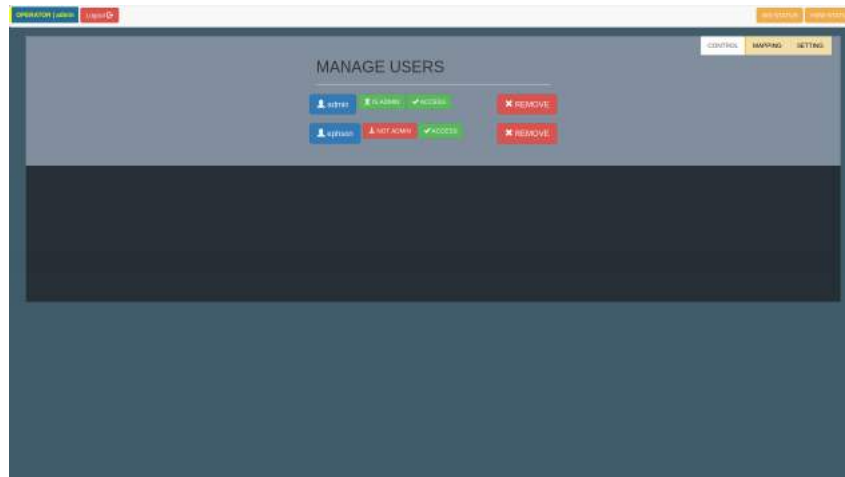 OPERATOR | admin Logout
CONTROL MAPPING SETTING
MANAGE USERS
admin IS ADMIN ACCESS REMOVE
NOT ADMIN ACCESS REMOVE